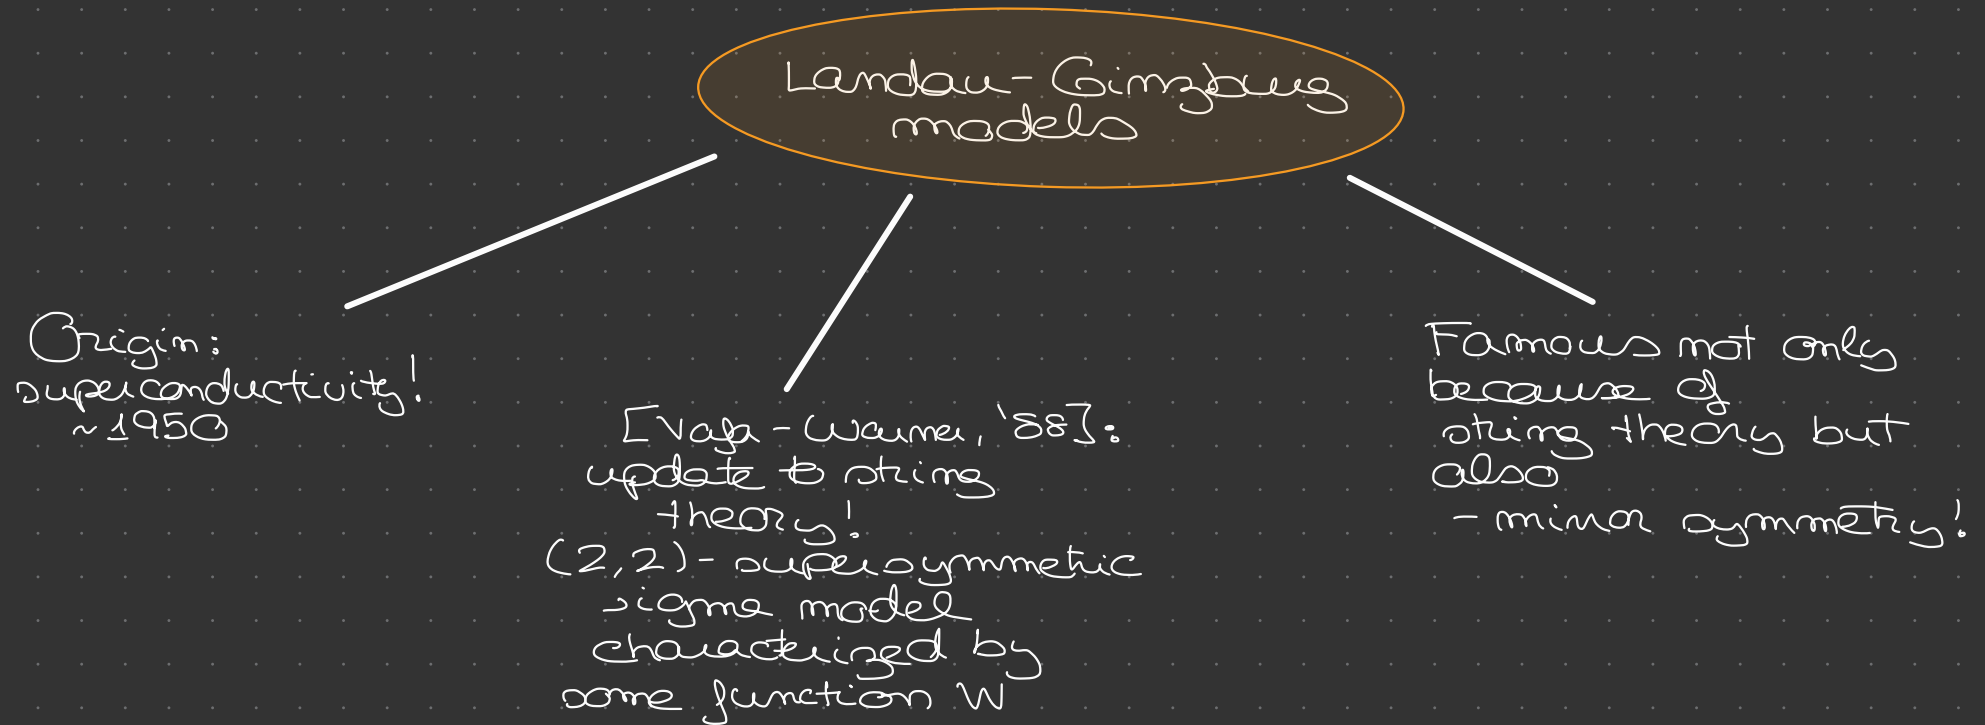 Landau-Ginzburg
models
Origin:
superconductivity!
~1950
[Vafa-Warner, '88]:
update to string
theory!
(2,2)-supersymmetric
sigma model
characterized by
some function W
Famous not only
because of
string theory but
also
- mirror symmetry!